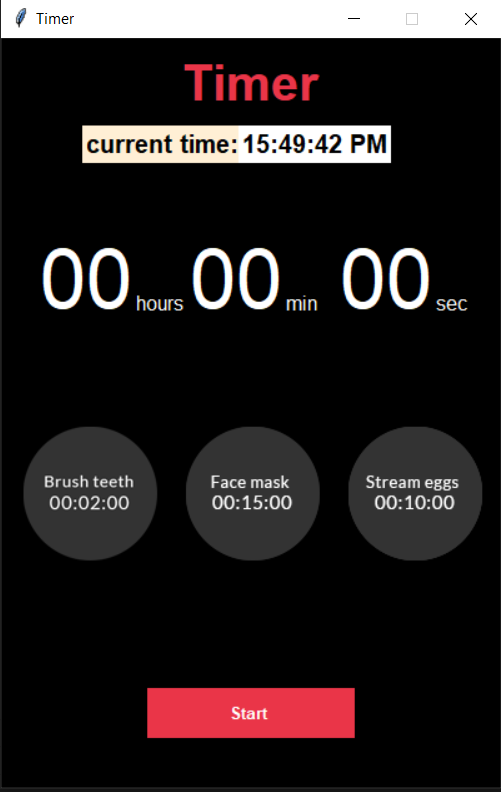 Timer
Timer
current time: 15:49:42 PM
00 hours 00 min 00 sec
Brush teeth Face mask Stream eggs
00:02:00 00:15:00 00:10:00
Start